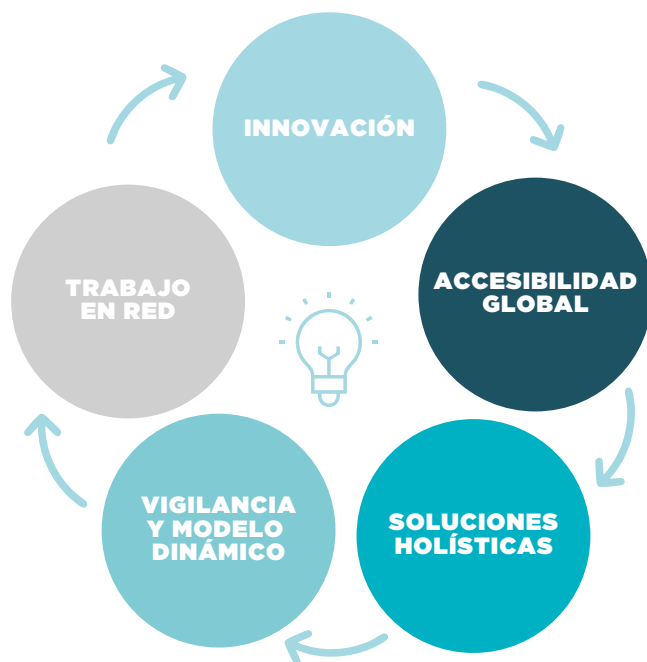 INNOVACIÓN
ACCESIBILIDAD
GLOBAL
SOLUCIONES
HOLÍSTICAS
VIGILANCIA
Y MODELO
DINÁMICO
TRABAJO
EN RED